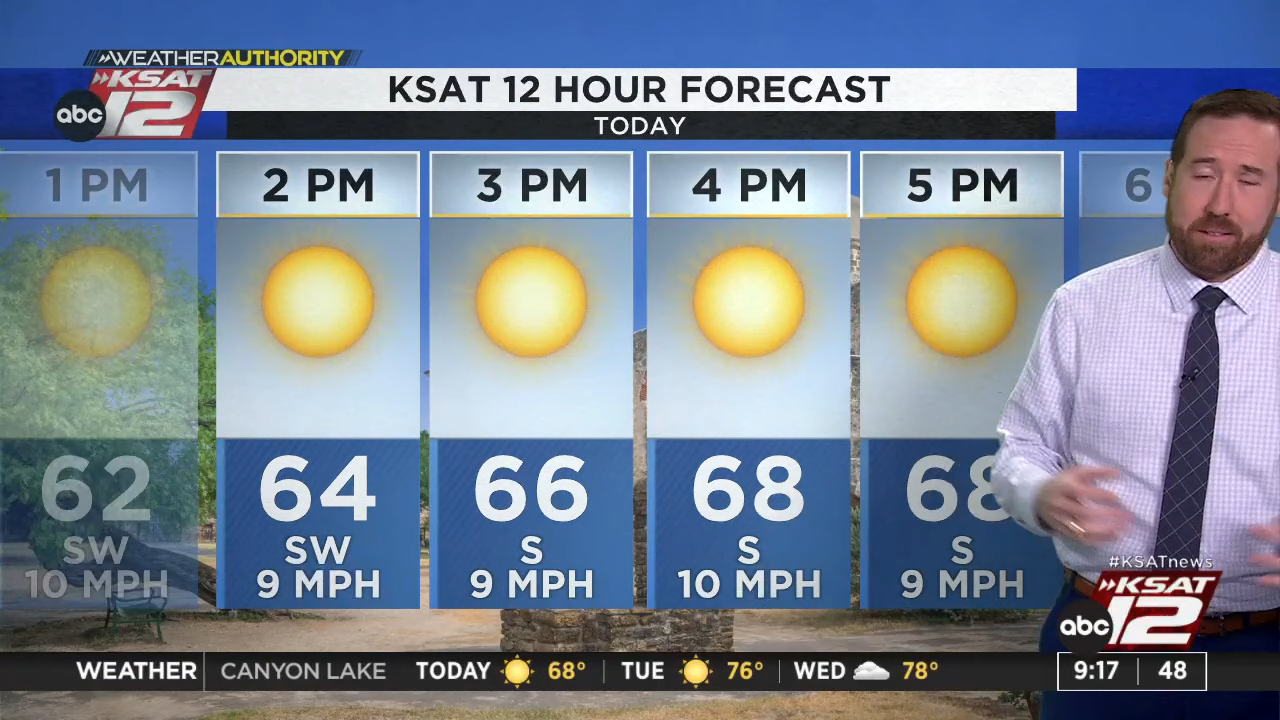 WEATHERAUTHORITY
KSAT
abc 12
KSAT 12 HOUR FORECAST
TODAY
1 PM
62
SW
10 MPH
2 PM
64
SW
9 MPH
3 PM
66
S
9 MPH
4 PM
68
S
10 MPH
5 PM
68
S
9 MPH
6
#KSATnews
KSAT
abc 12
WEATHER CANYON LAKE TODAY 68° TUE 76° WED 78° 9:17 48